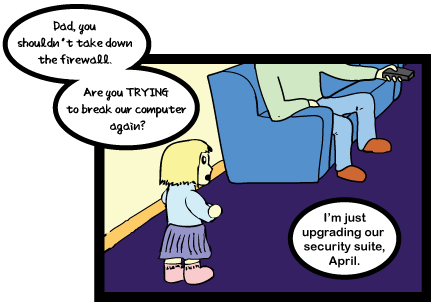 Dad, you
shouldn't take down
the firewall.
Are you TRYING
to break our computer
again?
I'm just
upgrading our
security suite,
April.